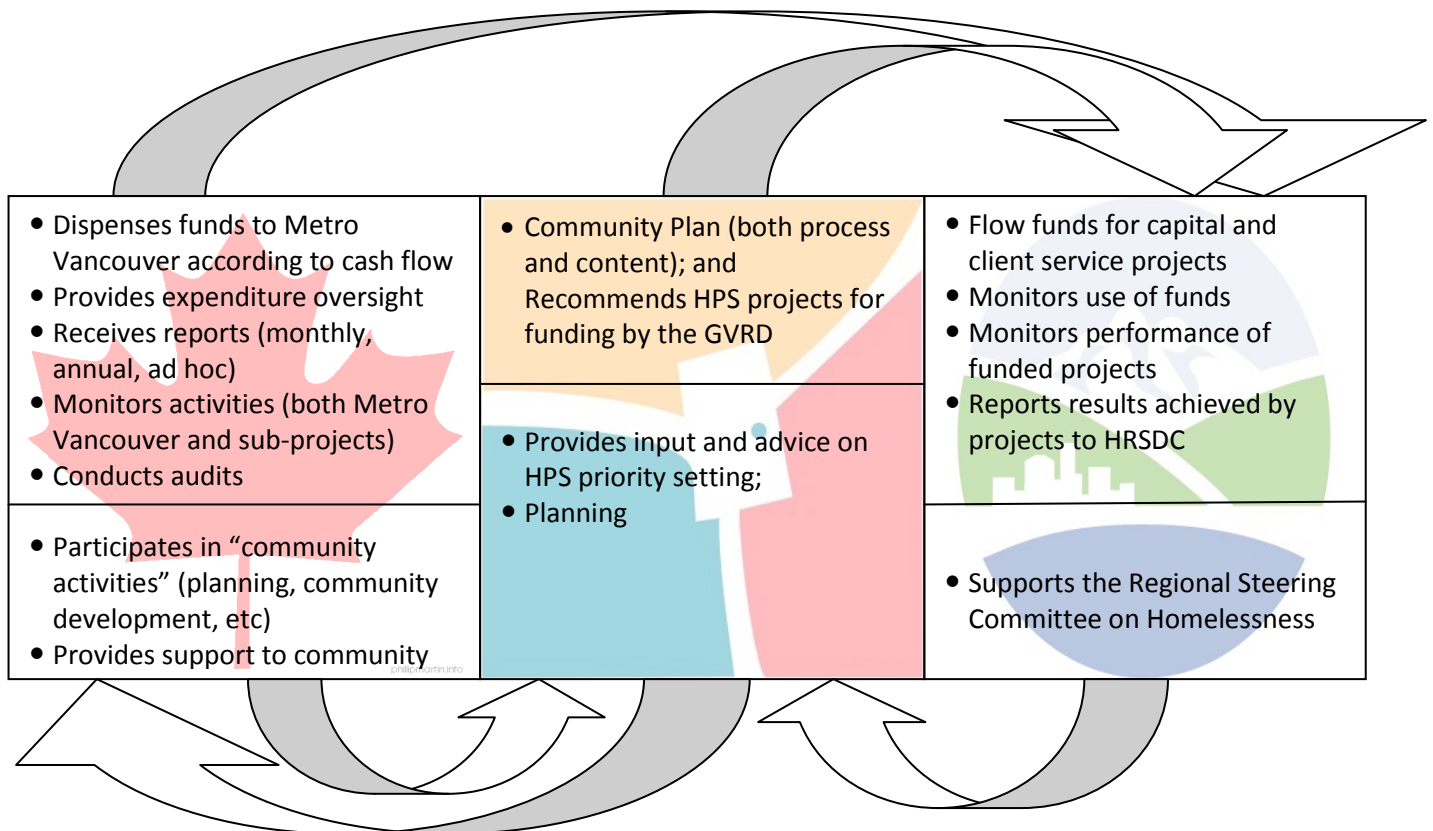 • Dispenses funds to Metro
Vancouver according to cash flow
• Provides expenditure oversight
• Receives reports (monthly,
annual, ad hoc)
• Monitors activities (both Metro
Vancouver and sub-projects)
• Conducts audits
• Participates in “community
activities” (planning, community
development, etc)
• Provides support to community
philipmartin.info
• Community Plan (both process
and content); and
Recommends HPS projects for
funding by the GVRD
• Provides input and advice on
HPS priority setting;
• Planning
• Flow funds for capital and
client service projects
• Monitors use of funds
• Monitors performance of
funded projects
• Reports results achieved by
projects to HRSDC
• Supports the Regional Steering
Committee on Homelessness